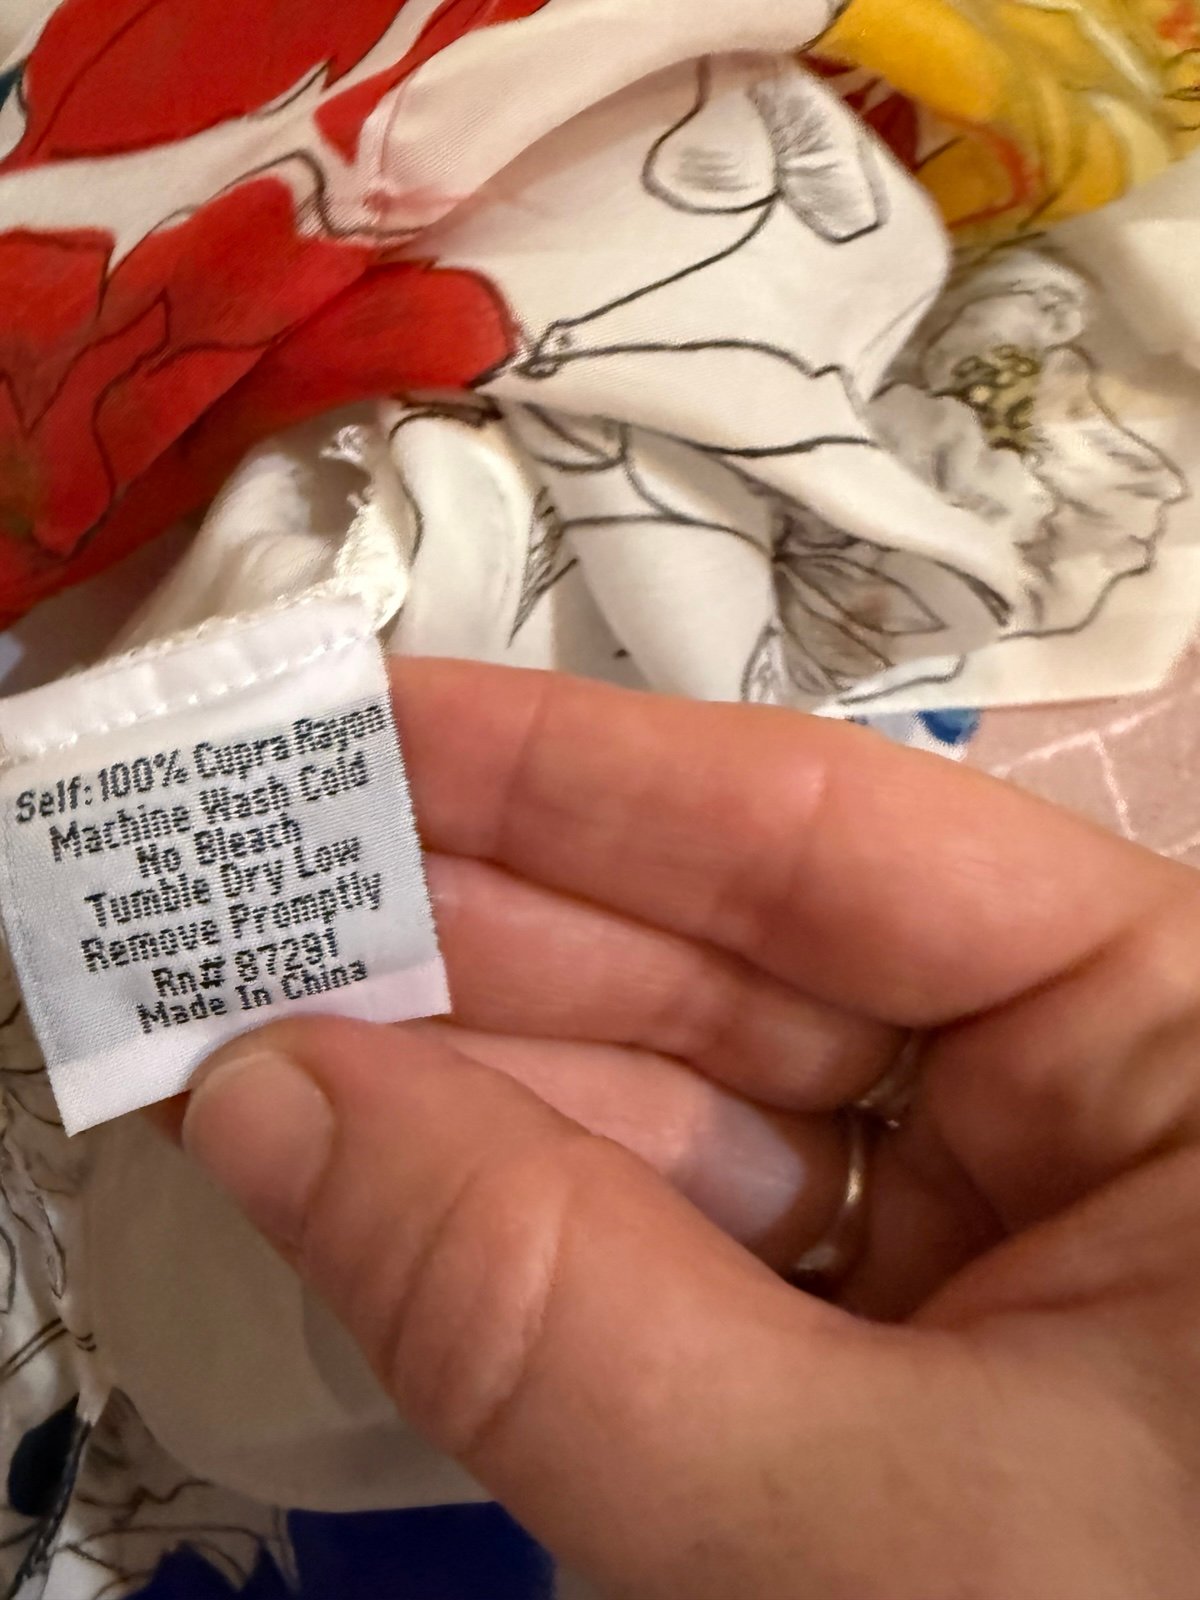 Self: 100% Cupra Rayon
Machine Wash Cold
No Bleach
Tumble Dry Low
Remove Promptly
Rn# 87291
Made In China